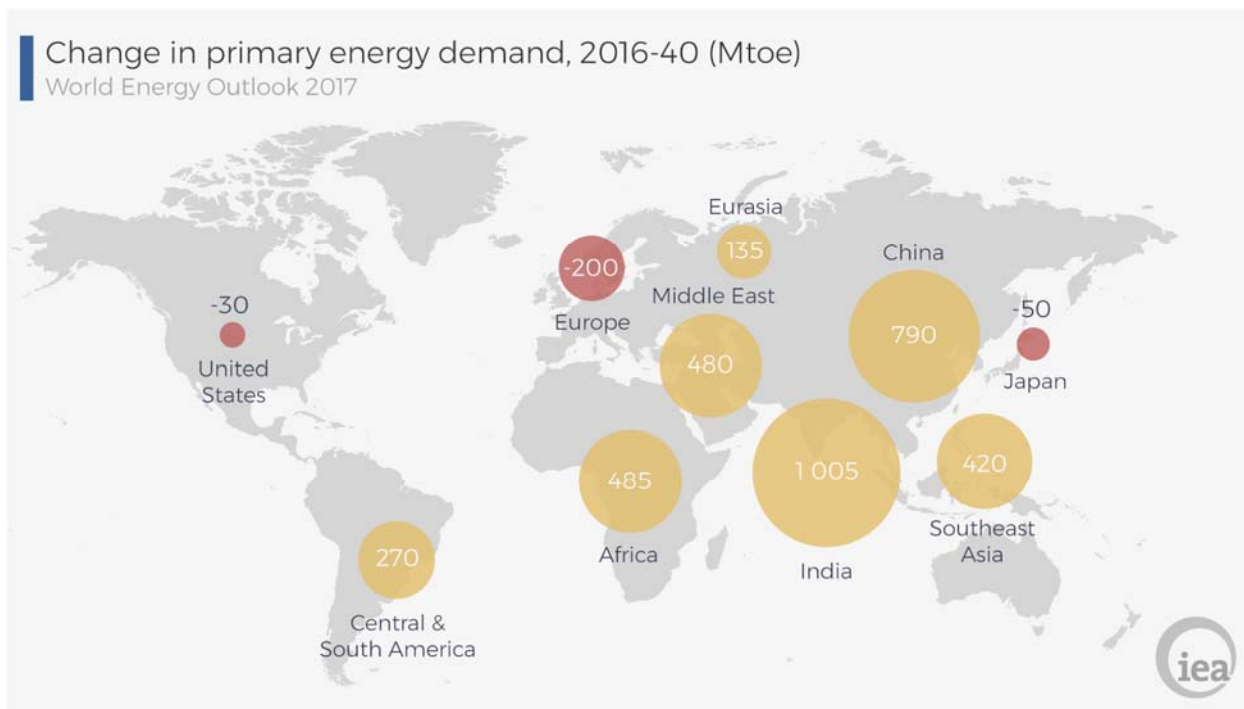 Change in primary energy demand, 2016-40 (Mtoe)
World Energy Outlook 2017
Eurasia
135
China
790
-200
Europe
Middle East
480
-30
United
States
-50
Japan
485
Africa
1 005
India
420
Southeast
Asia
270
Central &
South America
iea